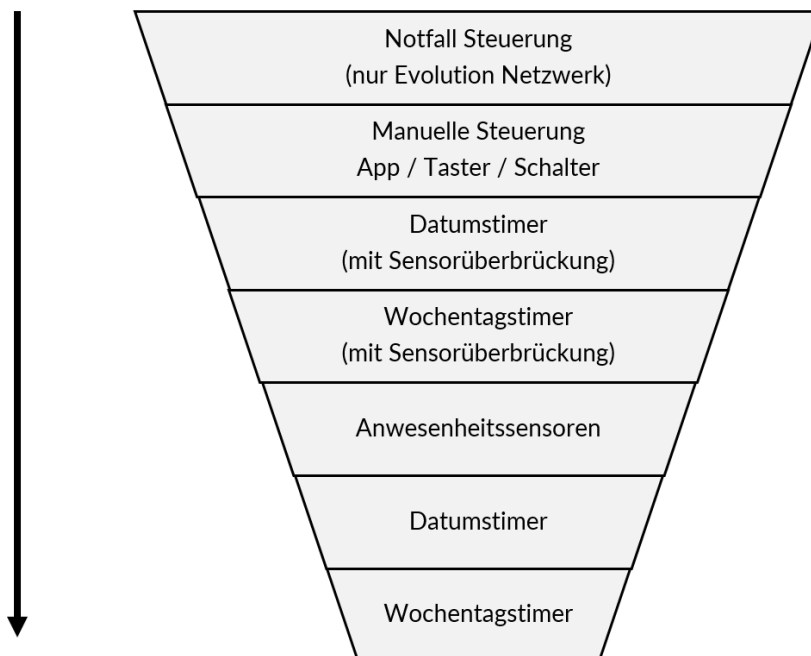 Notfall Steuerung
(nur Evolution Netzwerk)
Manuelle Steuerung
App / Taster / Schalter
Datumstimer
(mit Sensorüberbrückung)
Wochentagstimer
(mit Sensorüberbrückung)
Anwesenheitssensoren
Datumstimer
Wochentagstimer